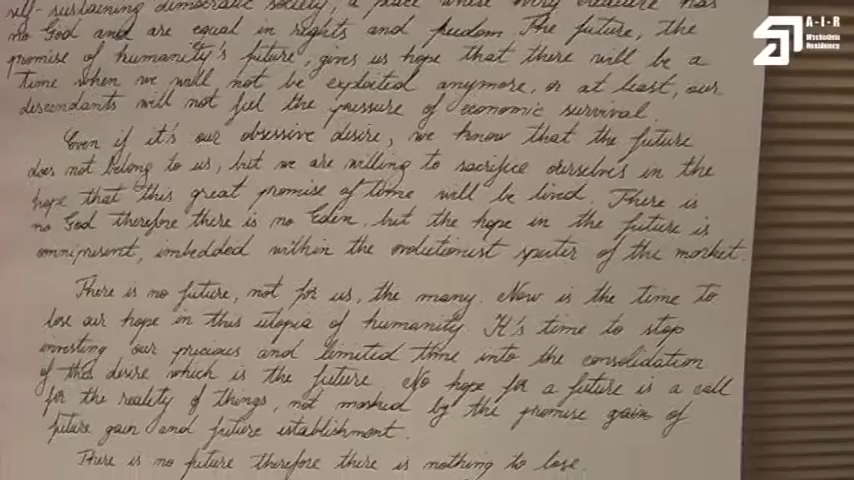 self-sustaining democratic society, a place where every creature has
no God and are equal in rights and freedom The future, the
promise of humanity's future, gives us hope that there will be a
time when we will not be exploited anymore, or at least, our
descendants will not feel the pressure of economic survival.
Even if it's our obsessive desire, we know that the future
does not belong to us, but we are willing to sacrifice ourselves in the
hope that this great promise of time will be lived. There is
no God therefore there is no Eden, but the hope in the future is
omnipresent, imbedded within the evolutionist specter of the market.
There is no future, not for us, the many. Now is the time to
lose our hope in this utopia of humanity. It's time to stop
investing our precious and limited time into the consolidation
of this desire which is the future. No hope for a future is a call
for the reality of things, not marked by the promise gain of
future gain and future establishment.
There is no future therefore there is nothing to lose.
A-I-R
Wschodnia
Residency